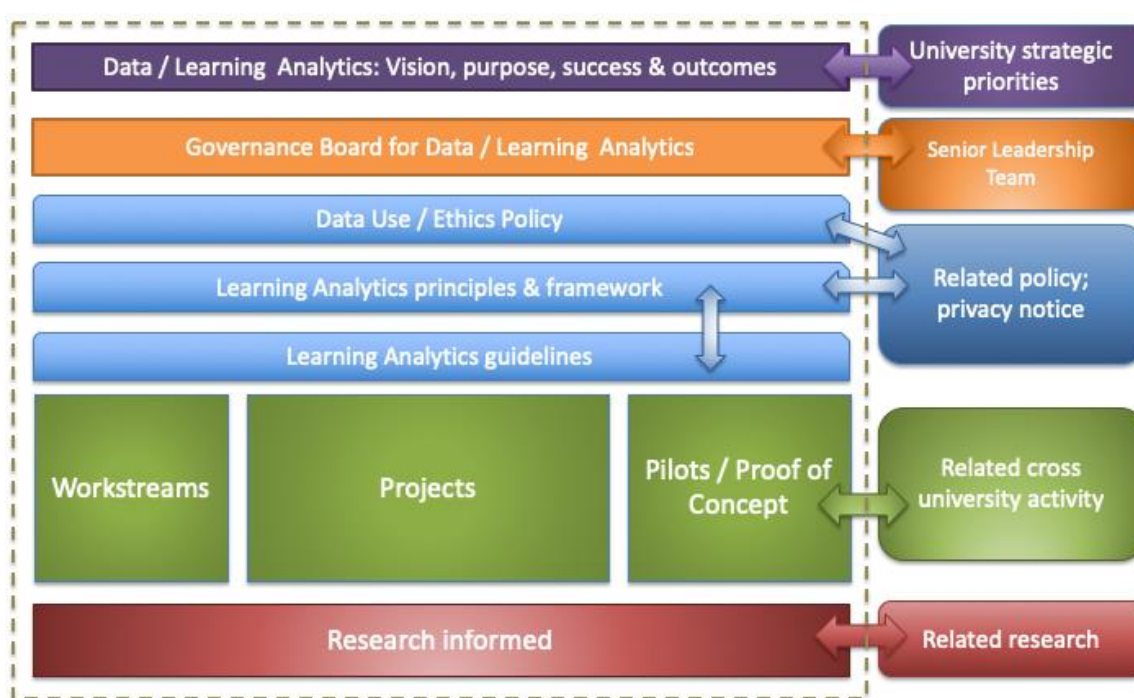 Data / Learning Analytics: Vision, purpose, success & outcomes
University strategic
priorities
Governance Board for Data / Learning Analytics
Senior Leadership
Team
Data Use / Ethics Policy
Learning Analytics principles & framework
Related policy;
privacy notice
Learning Analytics guidelines
Workstreams
Projects
Pilots / Proof of
Concept
Related cross
university activity
Research informed
Related research